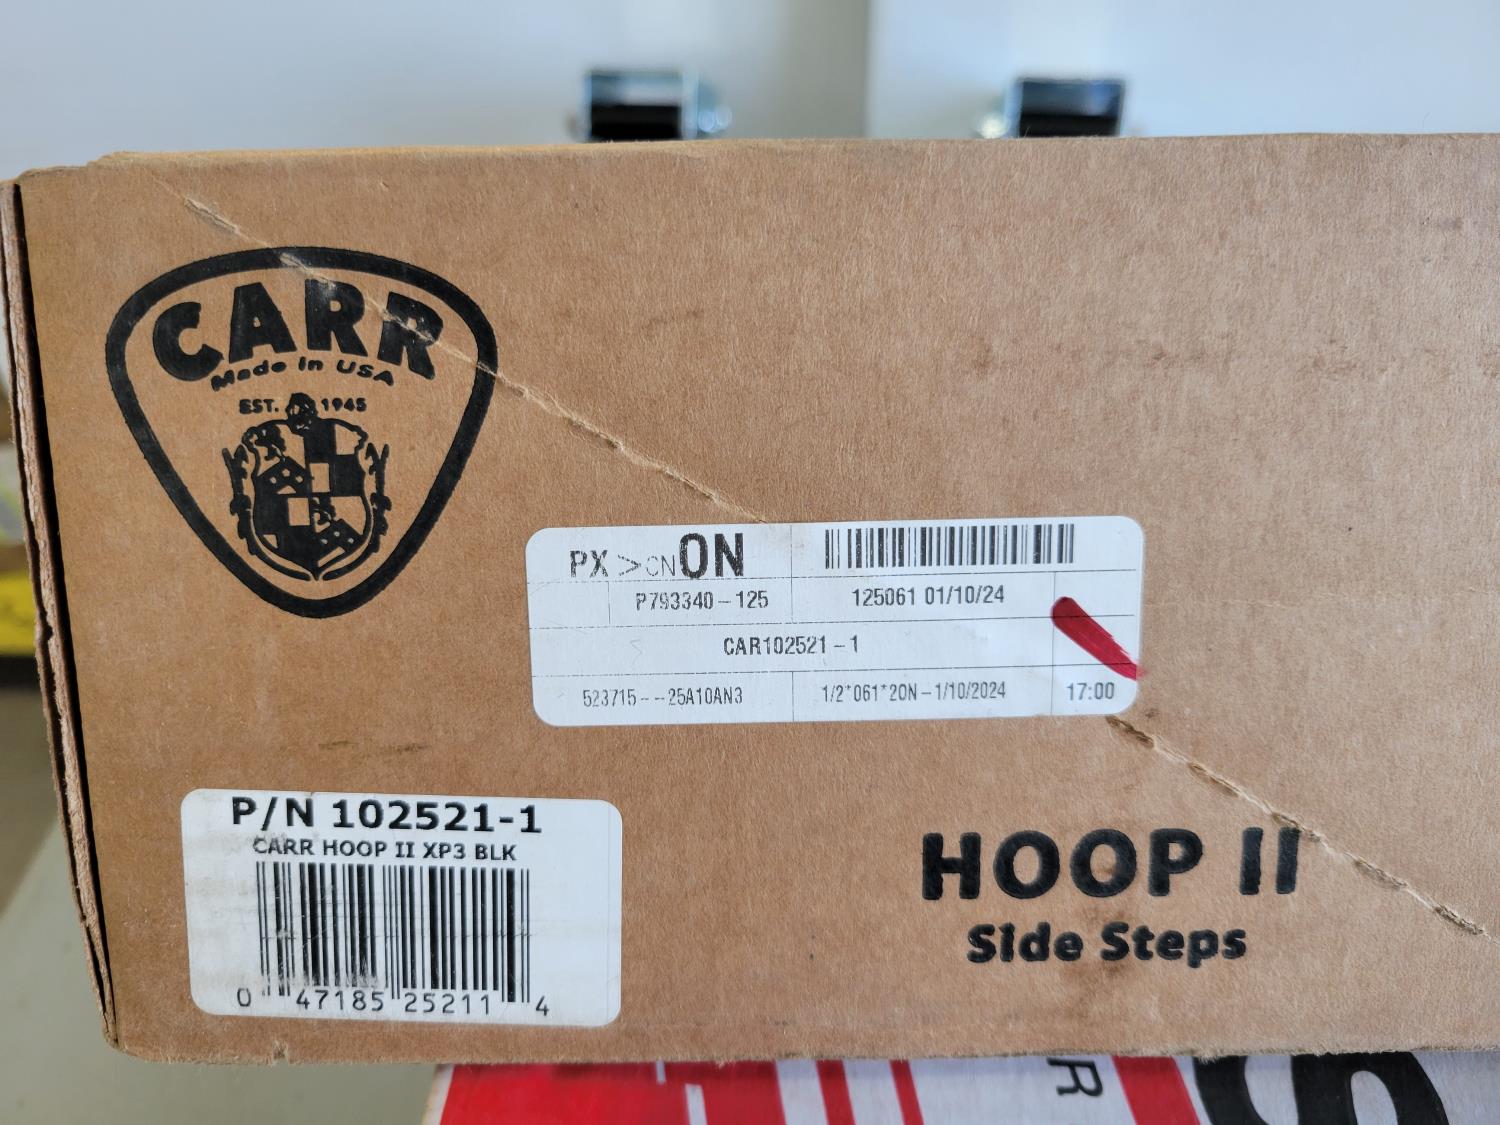 CARR
Made in USA
EST. 1945
PX > CN ON
P793340-125
125061 01/10/24
CAR102521-1
523715--25A10AN3
1/2*061*20N-1/10/2024
17:00
P/N 102521-1
CARR HOOP II XP3 BLK
0 47185 25211 4
HOOP II
Side Steps